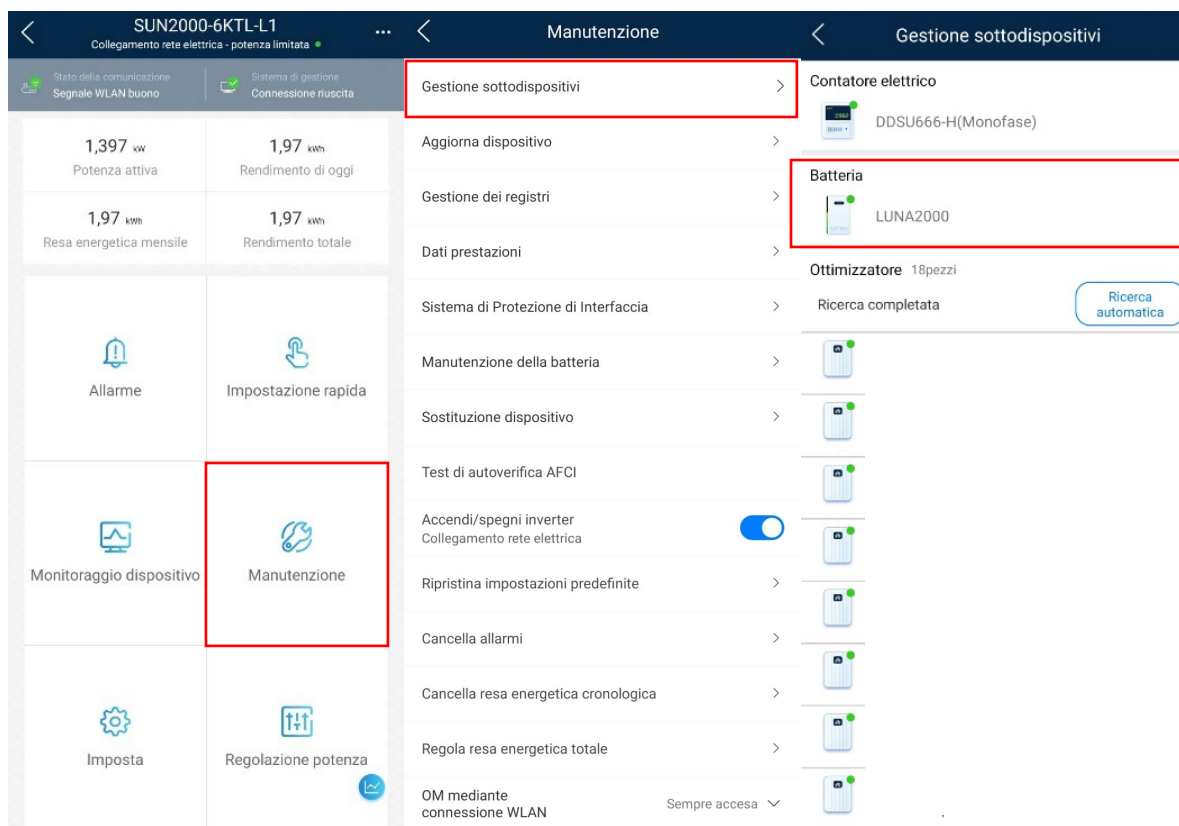 SUN2000-6KTL-L1
Collegamento rete elettrica - potenza limitata
Stato della comunicazione
Segnale WLAN buono
Sistema di gestione
Connessione riuscita
1,397 kW
Potenza attiva
1,97 kWh
Rendimento di oggi
1,97 kWh
Resa energetica mensile
1,97 kWh
Rendimento totale
Allarme
Impostazione rapida
Monitoraggio dispositivo
Manutenzione
Imposta
Regolazione potenza
Manutenzione
Gestione sottodispositivi
Aggiorna dispositivo
Gestione dei registri
Dati prestazioni
Sistema di Protezione di Interfaccia
Manutenzione della batteria
Sostituzione dispositivo
Test di autoverifica AFCI
Accendi/spegni inverter
Collegamento rete elettrica
Ripristina impostazioni predefinite
Cancella allarmi
Cancella resa energetica cronologica
Regola resa energetica totale
OM mediante
connessione WLAN
Sempre accesa
Gestione sottodispositivi
Contatore elettrico
DDSU666-H(Monofase)
Batteria
LUNA2000
Ottimizzatore 18pezzi
Ricerca completata
Ricerca
automatica